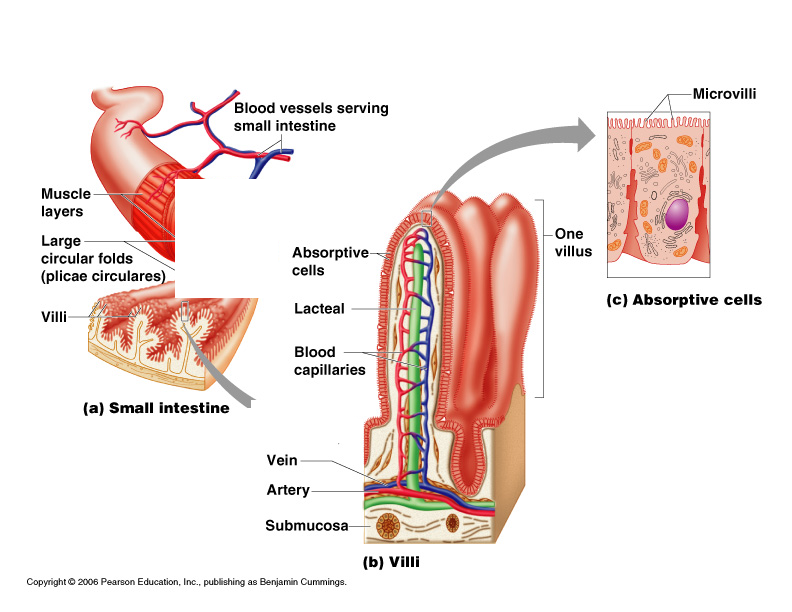 Blood vessels serving
small intestine
Muscle
layers
Large
circular folds
(plicae circulares)
Villi
(a) Small intestine
Absorptive
cells
Lacteal
Blood
capillaries
Vein
Artery
Submucosa
(b) Villi
One
villus
Microvilli
(c) Absorptive cells
Copyright © 2006 Pearson Education, Inc., publishing as Benjamin Cummings.